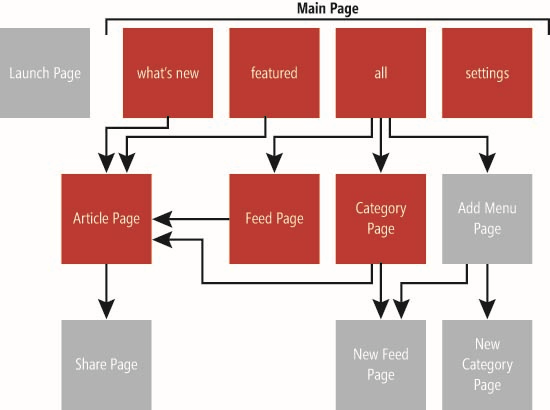 Main Page
Launch Page
what's new
featured
all
settings
Article Page
Feed Page
Category
Page
Add Menu
Page
Share Page
New Feed
Page
New
Category
Page